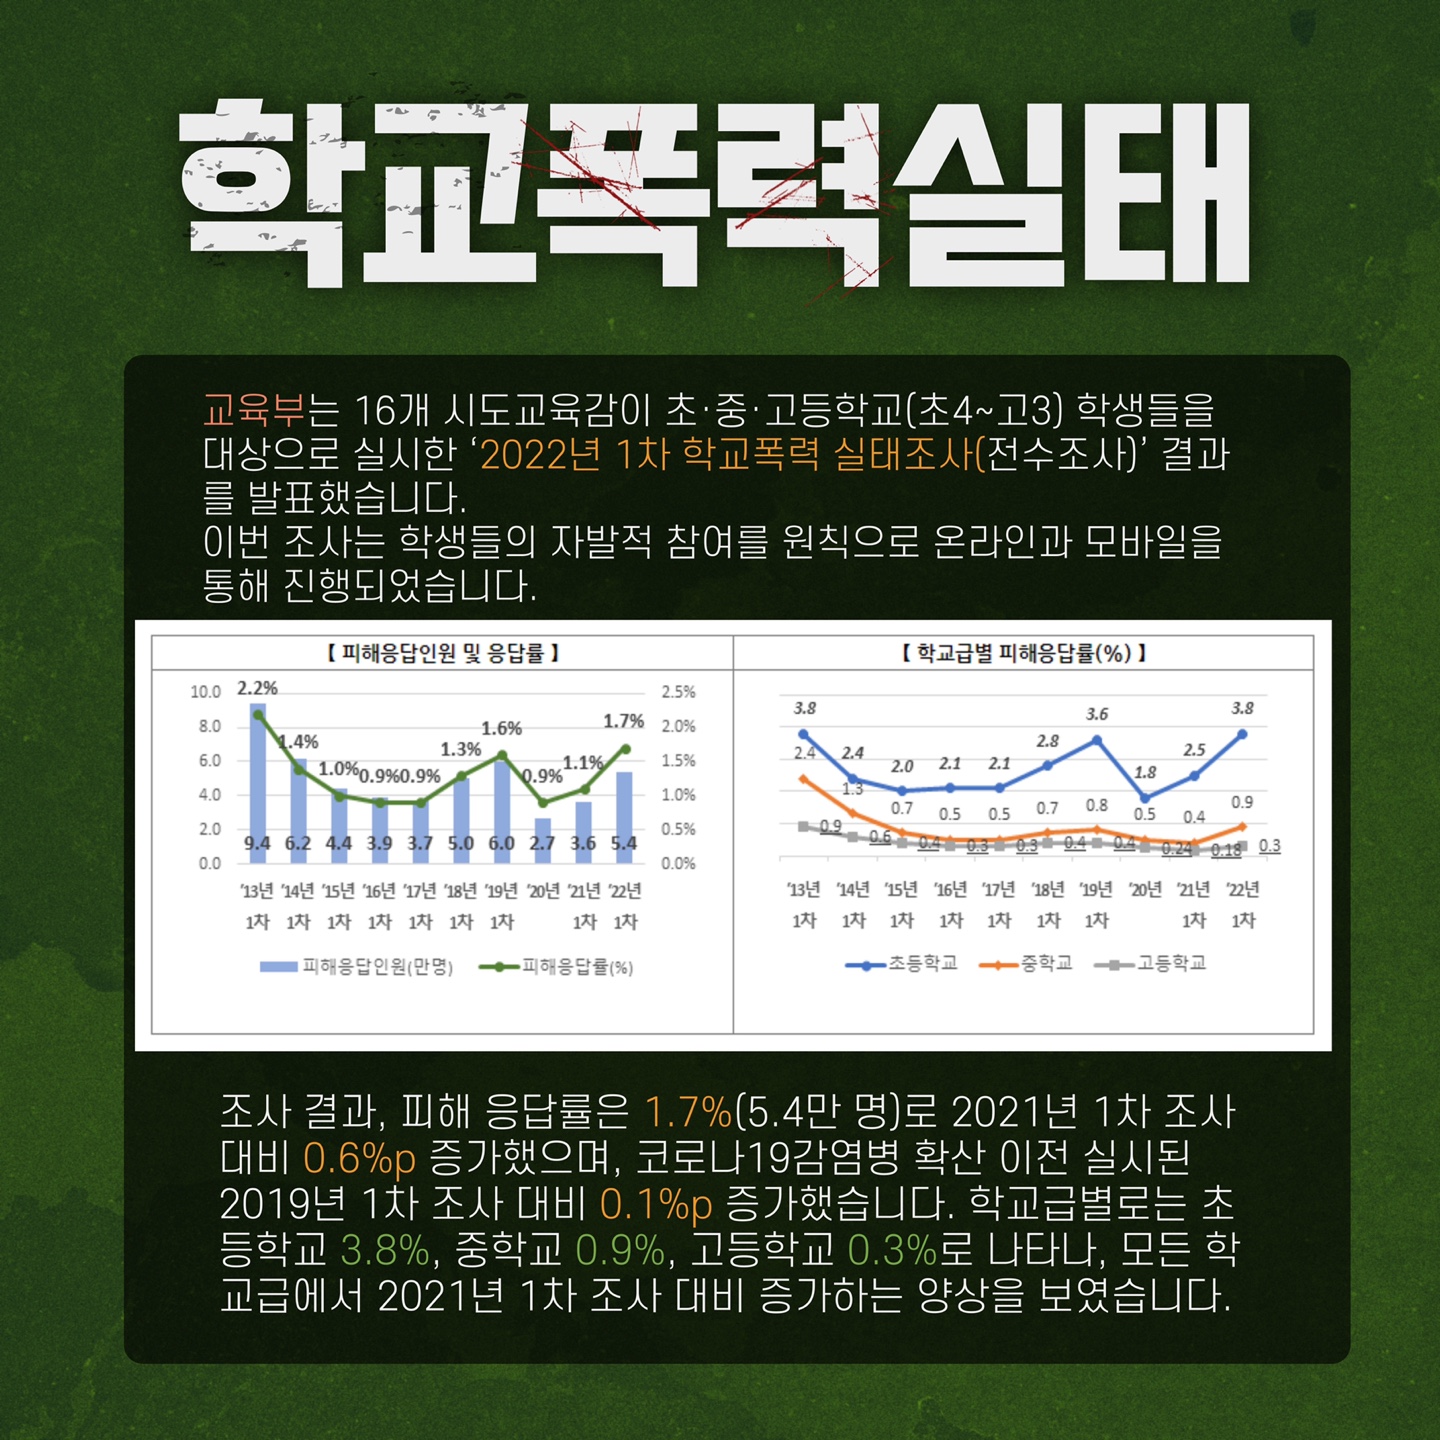 학교폭력실태
교육부는 16개 시도교육감이 초·중·고등학교(초4~고3) 학생들을
대상으로 실시한 ‘2022년 1차 학교폭력 실태조사(전수조사)’ 결과
를 발표했습니다.
이번 조사는 학생들의 자발적 참여를 원칙으로 온라인과 모바일을
통해 진행되었습니다.
【 피해응답인원 및 응답률 】
10.0 8.0 6.0 4.0 2.0 0.0
2.2% 1.4% 1.0% 0.9% 0.9% 1.3% 1.6% 0.9% 1.1% 1.7%
2.5% 2.0% 1.5% 1.0% 0.5% 0.0%
9.4 6.2 4.4 3.9 3.7 5.0 6.0 2.7 3.6 5.4
'13년 '14년 '15년 '16년 '17년 '18년 '19년 '20년 '21년 '22년
1차 1차 1차 1차 1차 1차 1차 1차 1차
피해응답인원(만명) 피해응답률(%)
【 학교급별 피해응답률(%) 】
3.8 2.4 2.0 2.1 2.1 2.8 3.6 1.8 2.5 3.8
2.4 1.3 0.7 0.5 0.5 0.7 0.8 0.5 0.4 0.9
0.9 0.6 0.4 0.3 0.3 0.4 0.4 0.24 0.18 0.3
'13년 '14년 '15년 '16년 '17년 '18년 '19년 '20년 '21년 '22년
1차 1차 1차 1차 1차 1차 1차 1차 1차
초등학교 중학교 고등학교
조사 결과, 피해 응답률은 1.7%(5.4만 명)로 2021년 1차 조사
대비 0.6%p 증가했으며, 코로나19감염병 확산 이전 실시된
2019년 1차 조사 대비 0.1%p 증가했습니다. 학교급별로는 초
등학교 3.8%, 중학교 0.9%, 고등학교 0.3%로 나타나, 모든 학
교급에서 2021년 1차 조사 대비 증가하는 양상을 보였습니다.